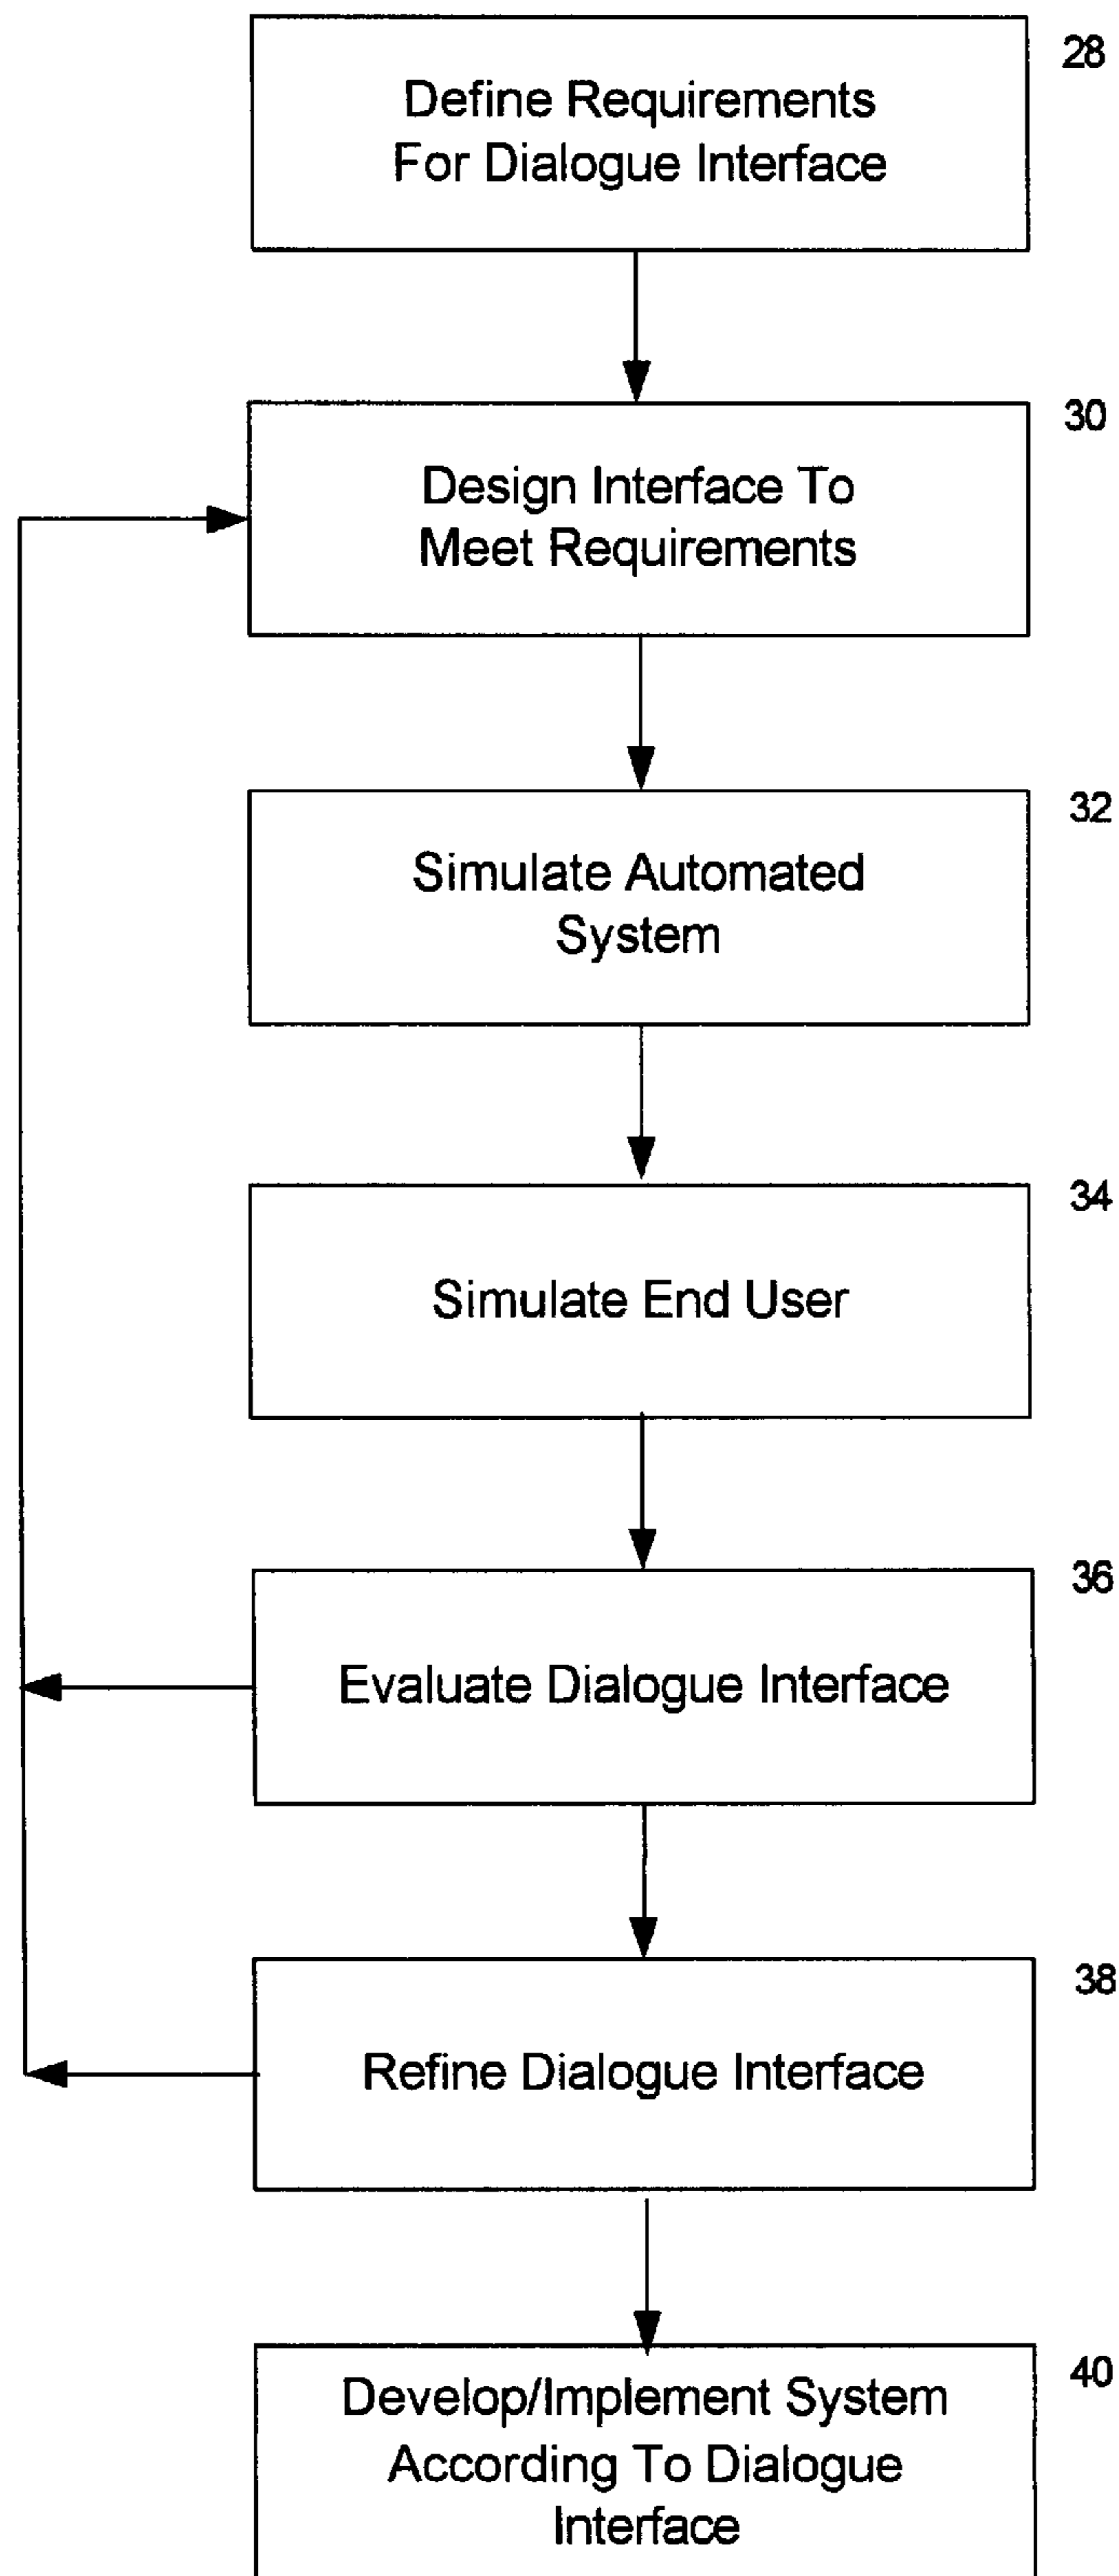 28
Define Requirements
For Dialogue Interface
30
Design Interface To
Meet Requirements
32
Simulate Automated
System
34
Simulate End User
36
Evaluate Dialogue Interface
38
Refine Dialogue Interface
40
Develop/Implement System
According To Dialogue
Interface